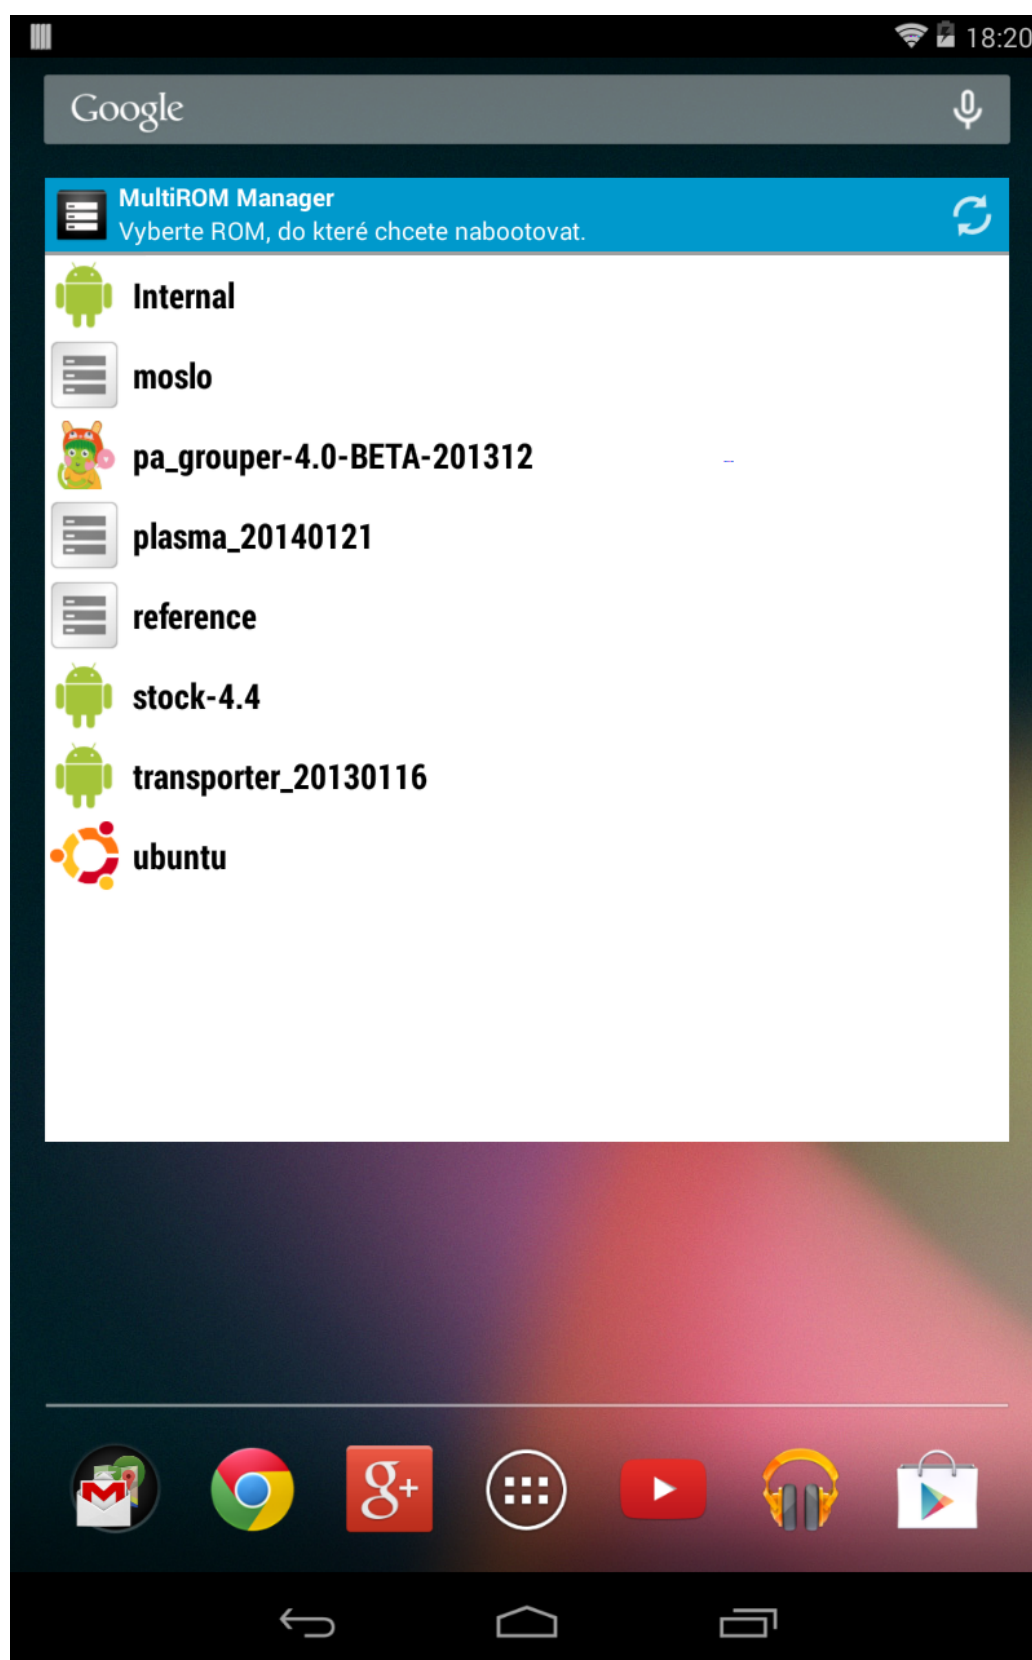 18:20
Google
MultiROM Manager
Vyberte ROM, do které chcete nabootovat.
Internal
moslo
pa_grouper-4.0-BETA-201312
plasma_20140121
reference
stock-4.4
transporter_20130116
ubuntu
g+